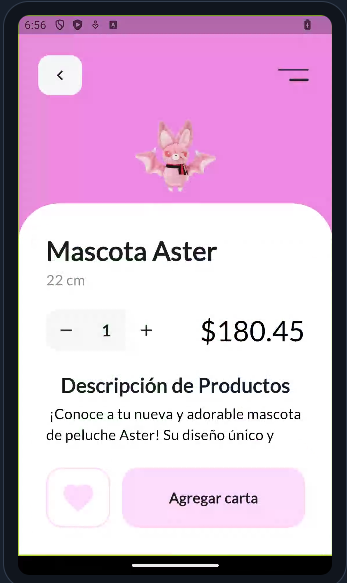 6:56
Mascota Aster
22 cm
− 1 +
$180.45
Descripción de Productos
¡Conoce a tu nueva y adorable mascota
de peluche Aster! Su diseño único y
Agregar carta